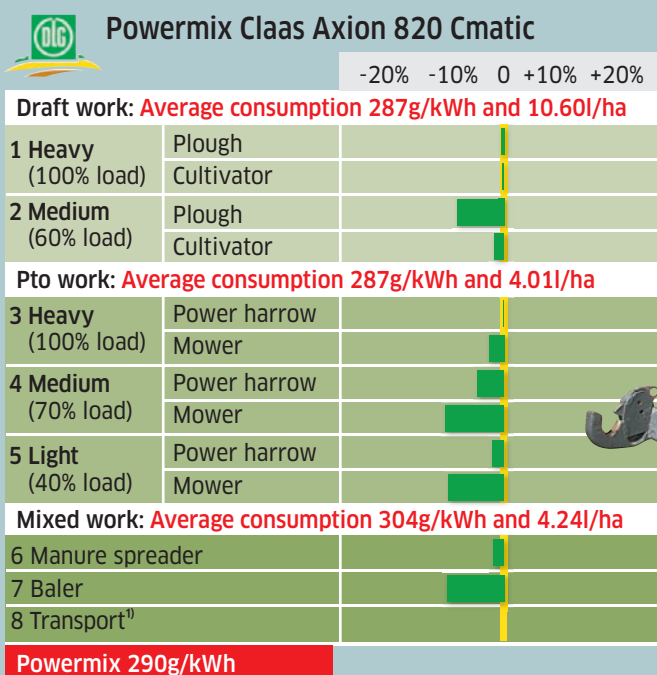 DLG
Powermix Claas Axion 820 Cmatic
-20% -10% 0 +10% +20%
Draft work: Average consumption 287g/kWh and 10.60l/ha
1 Heavy
(100% load)
Plough
Cultivator
2 Medium
(60% load)
Plough
Cultivator
Pto work: Average consumption 287g/kWh and 4.01l/ha
3 Heavy
(100% load)
Power harrow
Mower
4 Medium
(70% load)
Power harrow
Mower
5 Light
(40% load)
Power harrow
Mower
Mixed work: Average consumption 304g/kWh and 4.24l/ha
6 Manure spreader
7 Baler
8 Transport¹⁾
Powermix 290g/kWh